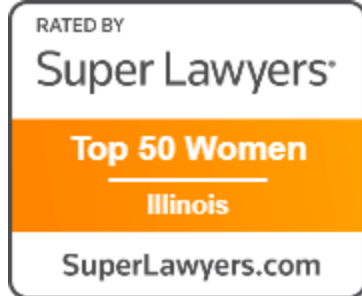 RATED BY
Super Lawyers®
Top 50 Women
Illinois
SuperLawyers.com